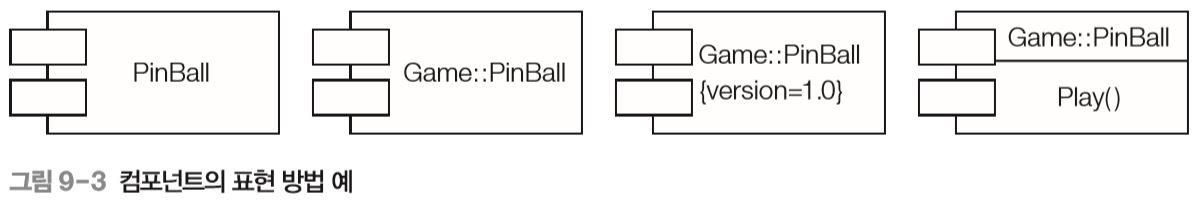 PinBall
Game::PinBall
Game::PinBall
{version=1.0}
Game::PinBall
Play()
그림 9-3 컴포넌트의 표현 방법 예